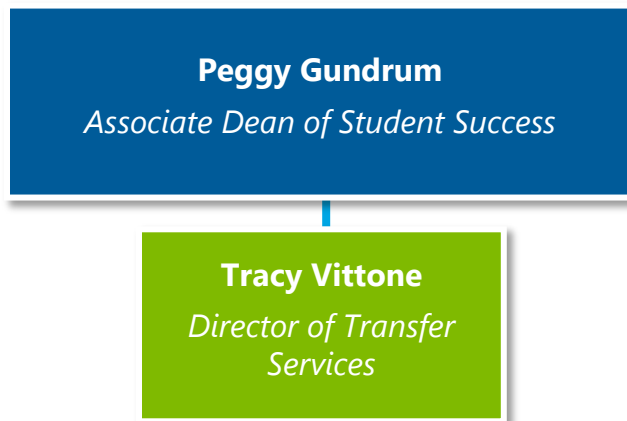 Peggy Gundrum
Associate Dean of Student Success
Tracy Vittone
Director of Transfer
Services